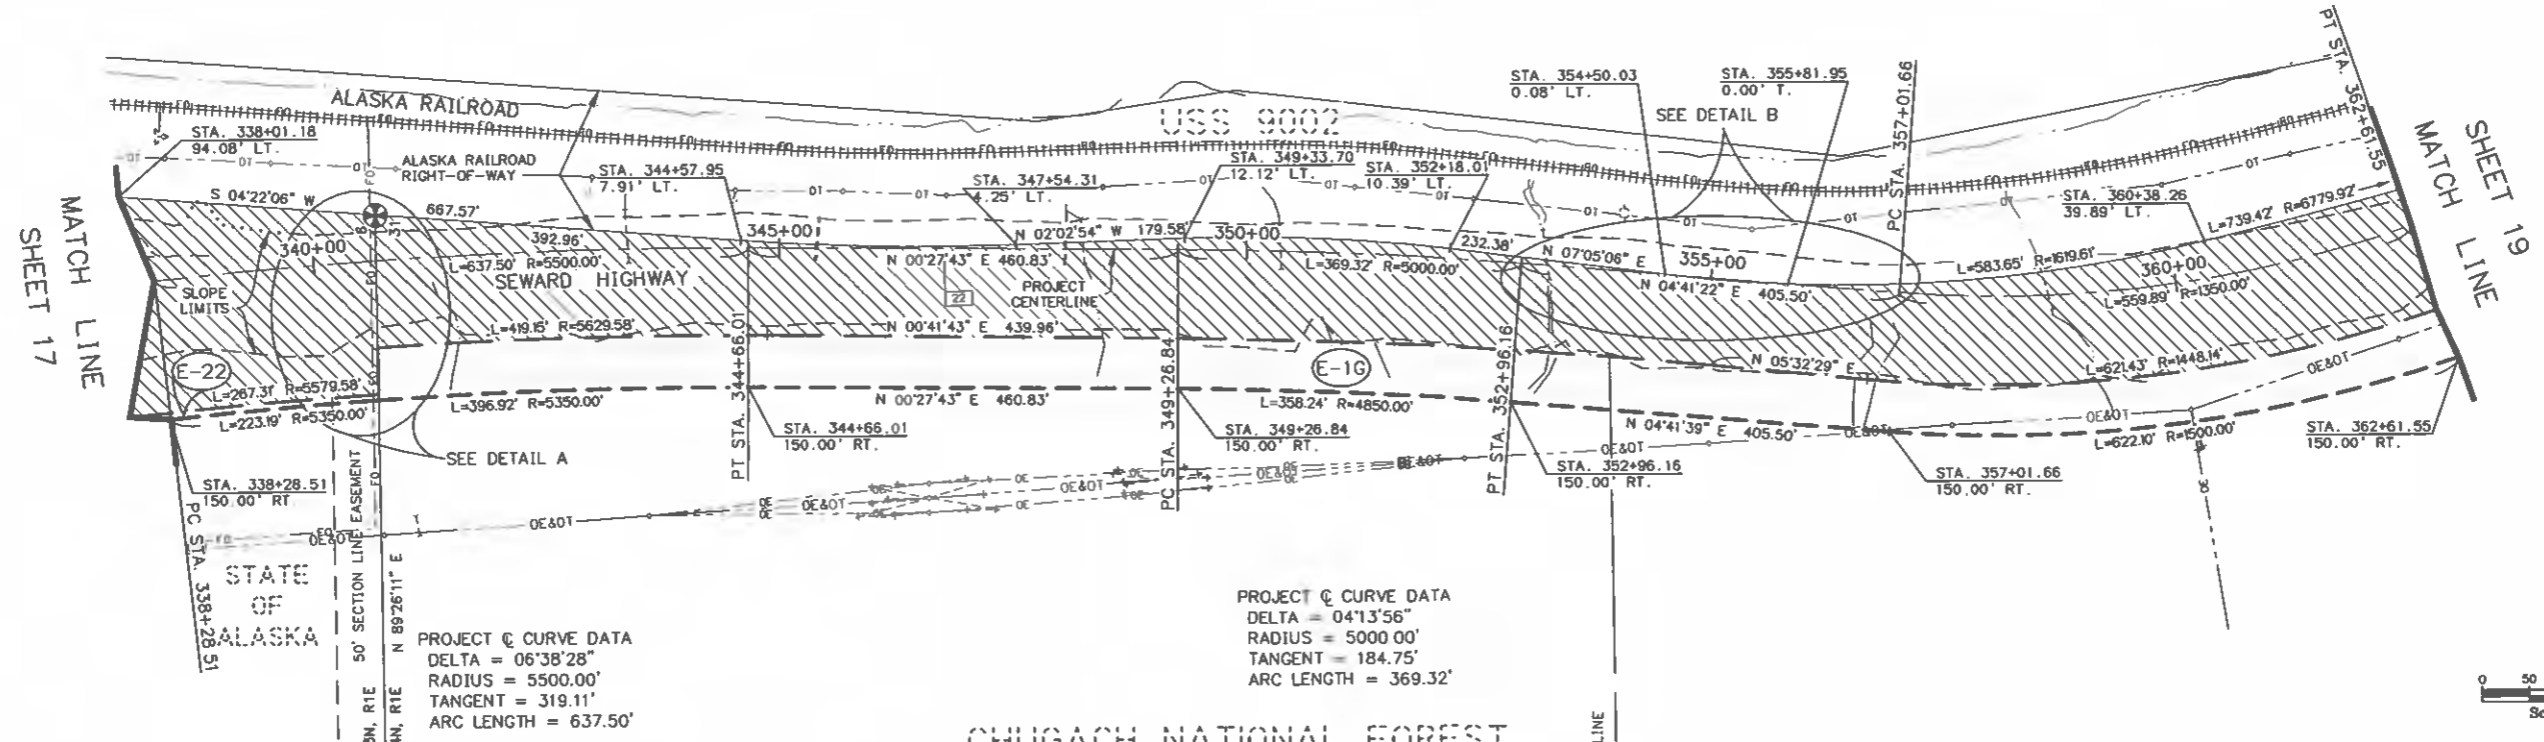 MATCH LINE
SHEET 17
ALASKA RAILROAD
STA. 338+01.18
94.08' LT.
ALASKA RAILROAD
RIGHT-OF-WAY
S 04°22'06" W
667.57'
392.96'
340+00
L=637.50' R=5500.00'
SEWARD HIGHWAY
SLOPE
LIMITS
L=419.15' R=5629.58'
E-22
L=267.31' R=5579.58'
L=223.19' R=5350.00'
L=396.92' R=5350.00'
SEE DETAIL A
STA. 338+28.51
150.00' RT.
PC STA. 338+28.51
STATE
OF
ALASKA
50' SECTION LINE EASEMENT
N 89°26'11" E
PROJECT ℄ CURVE DATA
DELTA = 06°38'28"
RADIUS = 5500.00'
TANGENT = 319.11'
ARC LENGTH = 637.50'
STA. 344+57.95
7.91' LT.
345+00
PT STA. 344+66.01
STA. 344+66.01
150.00' RT.
STA. 347+54.31
4.25' LT.
USS 9002
N 02°02'54" W 179.58'
N 00°27'43" E 460.83'
22
PROJECT
CENTERLINE
N 00°41'43" E 439.96'
N 00°27'43" E 460.83'
STA. 349+33.70
12.12' LT.
350+00
STA. 352+18.01
10.39' LT.
232.38'
L=369.32' R=5000.00'
E-1G
L=358.24' R=4850.00'
PC STA. 349+26.84
STA. 349+26.84
150.00' RT.
PROJECT ℄ CURVE DATA
DELTA = 04°13'56"
RADIUS = 5000.00'
TANGENT = 184.75'
ARC LENGTH = 369.32'
STA. 354+50.03
0.08' LT.
STA. 355+81.95
0.00' T.
SEE DETAIL B
N 07°05'06" E
355+00
N 04°41'22" E 405.50'
N 05°32'29" E
N 04°41'39" E 405.50'
PT STA. 352+96.16
STA. 352+96.16
150.00' RT.
PC STA. 357+01.66
STA. 357+01.66
150.00' RT.
STA. 360+38.26
39.89' LT.
L=739.42' R=6779.92'
L=583.65' R=1619.61'
360+00
L=559.89' R=1350.00'
L=621.43' R=1448.14'
L=622.10' R=1500.00'
STA. 362+61.55
150.00' RT.
PT STA. 362+61.55
MATCH LINE
SHEET 19
OE&OT
OE&OT
OE&OT
OE&OT
OE&OT
OE&OT
CHUGACH NATIONAL FOREST
LINE
0 50